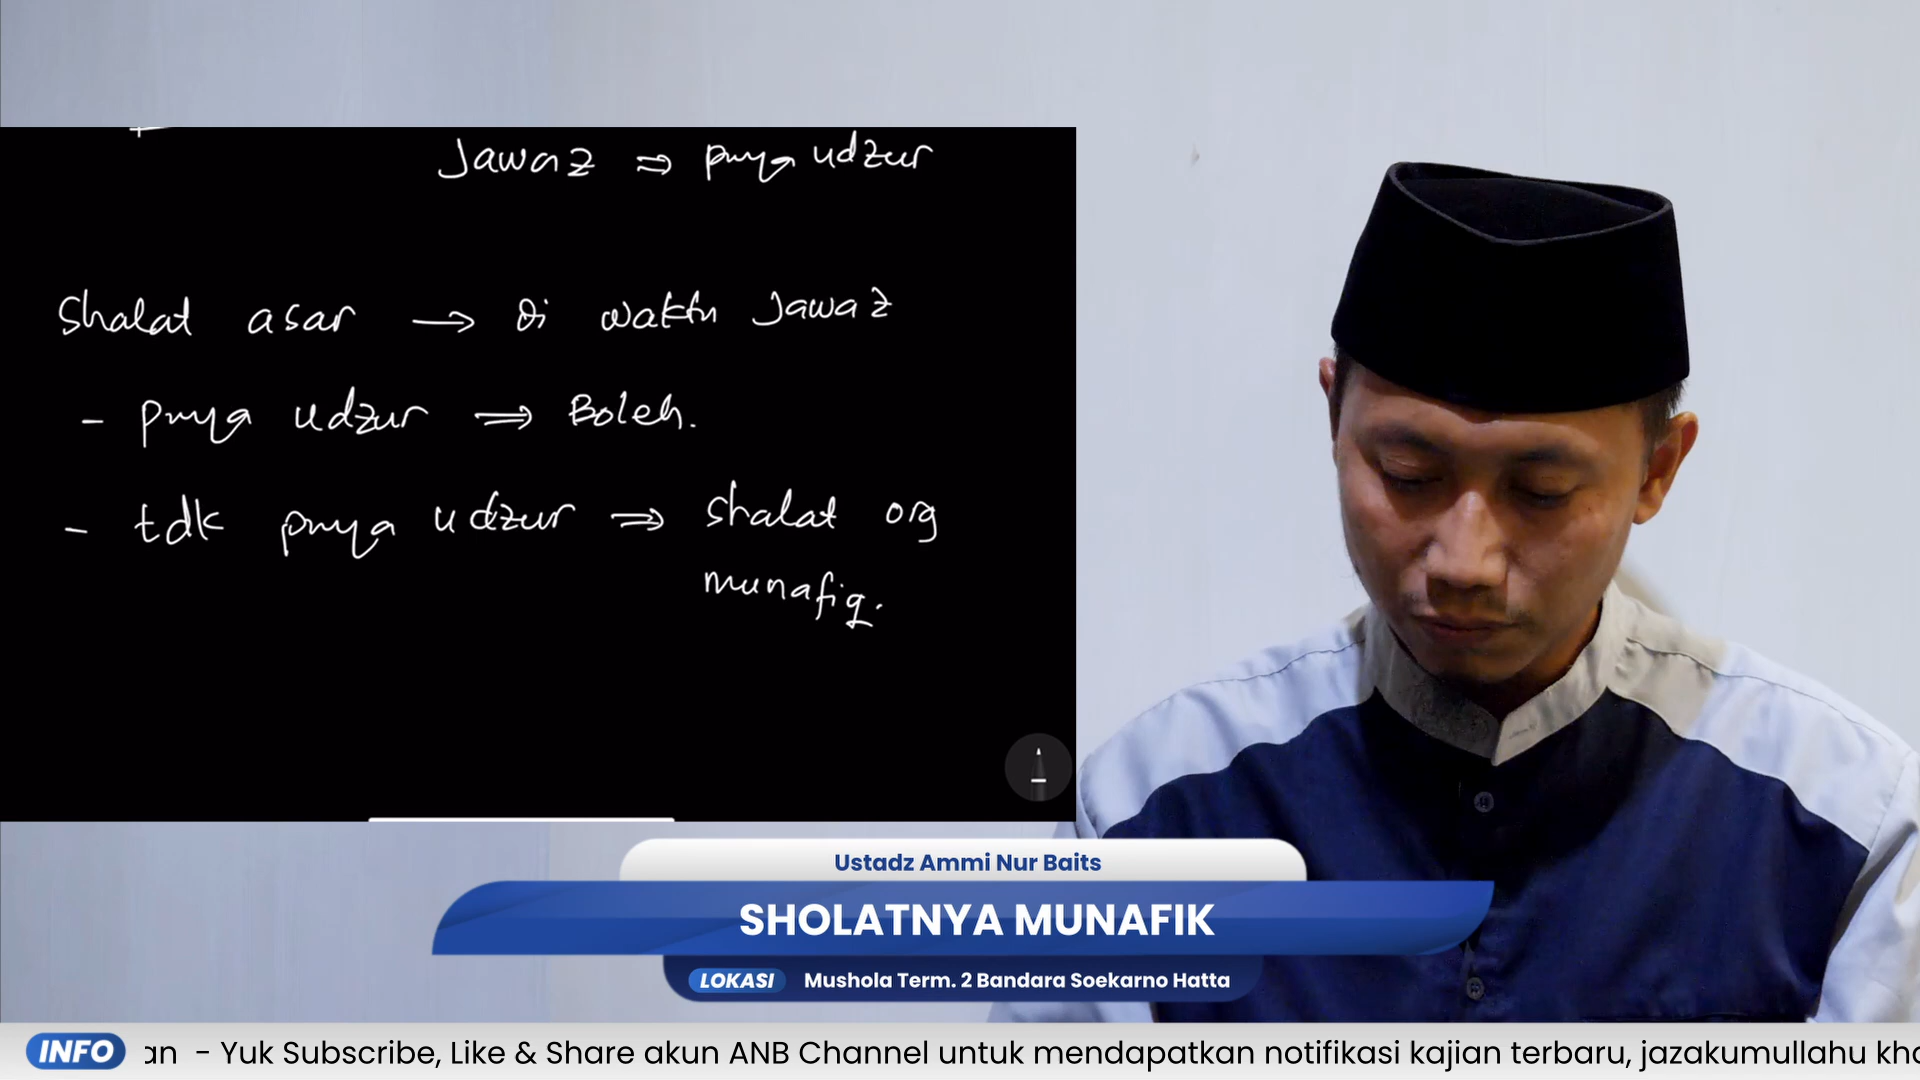 Jawaz ⇒ punya udzur
Shalat asar → di waktu Jawaz
- punya udzur ⇒ Boleh.
- tdk punya udzur ⇒ shalat org
munafiq.
Ustadz Ammi Nur Baits
SHOLATNYA MUNAFIK
LOKASI Mushola Term. 2 Bandara Soekarno Hatta
INFO an - Yuk Subscribe, Like & Share akun ANB Channel untuk mendapatkan notifikasi kajian terbaru, jazakumullahu kho